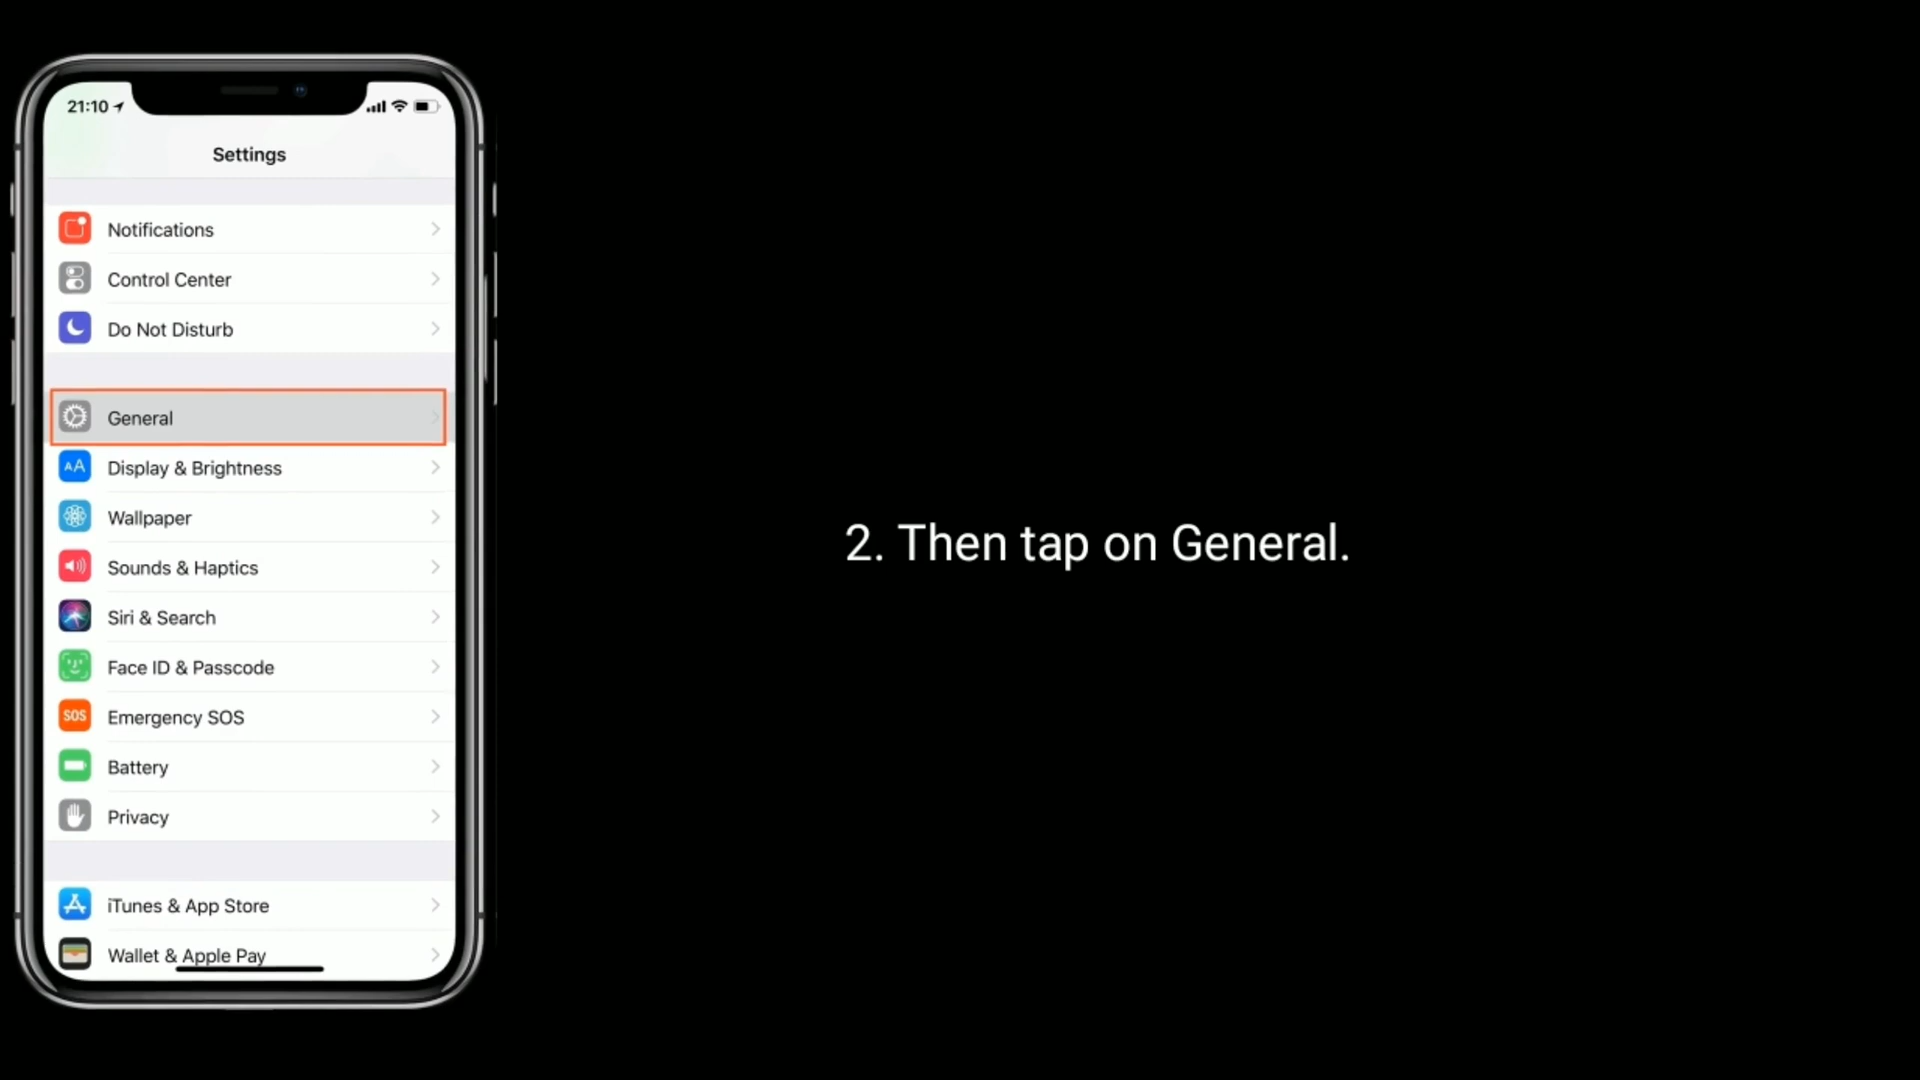 21:10
Settings
Notifications
Control Center
Do Not Disturb
General
AA Display & Brightness
Wallpaper
Sounds & Haptics
Siri & Search
Face ID & Passcode
SOS Emergency SOS
Battery
Privacy
iTunes & App Store
Wallet & Apple Pay
2. Then tap on General.